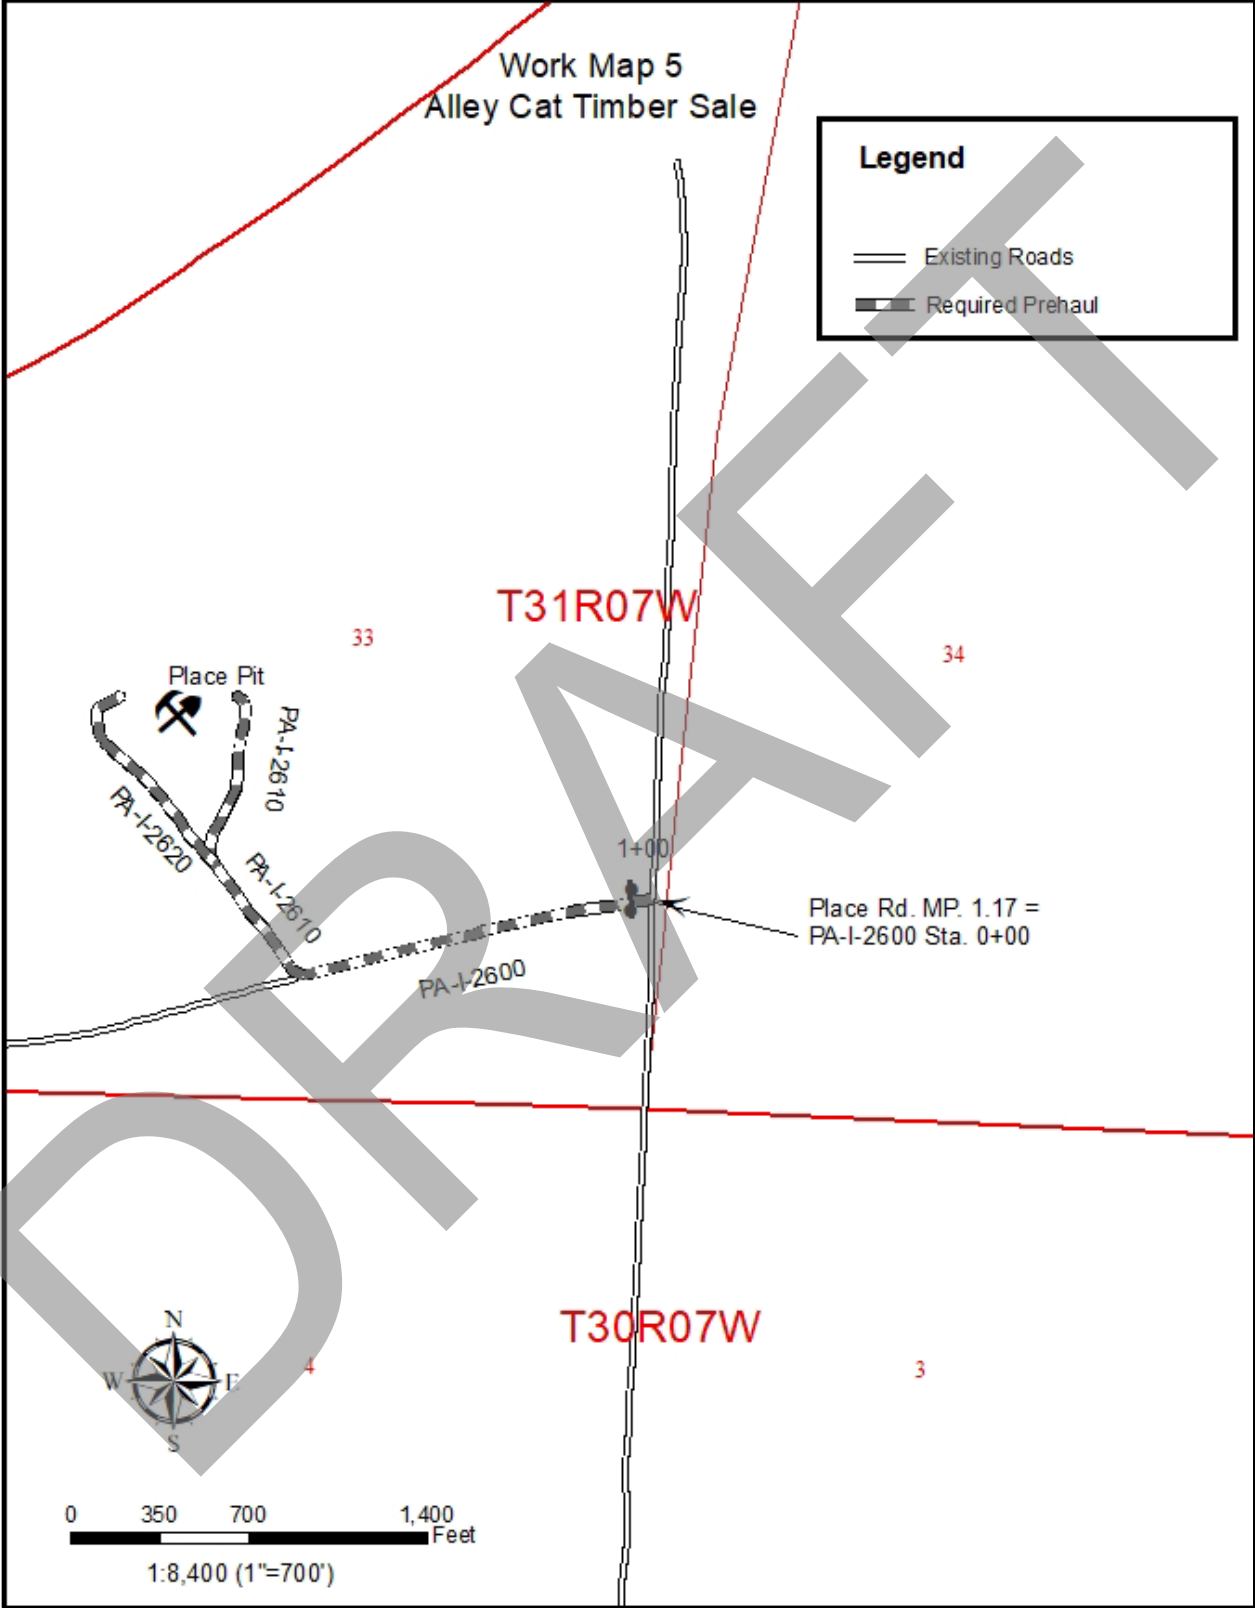 Work Map 5
Alley Cat Timber Sale
Legend
Existing Roads
Required Prehaul
T31R07W
33
34
Place Pit
PA-I-2610
PA-I-2620
PA-I-2610
1+00
Place Rd. MP. 1.17 =
PA-I-2600 Sta. 0+00
PA-I-2600
T30R07W
4
3
N
W E
S
0 350 700 1,400
Feet
1:8,400 (1"=700')
DRAFT